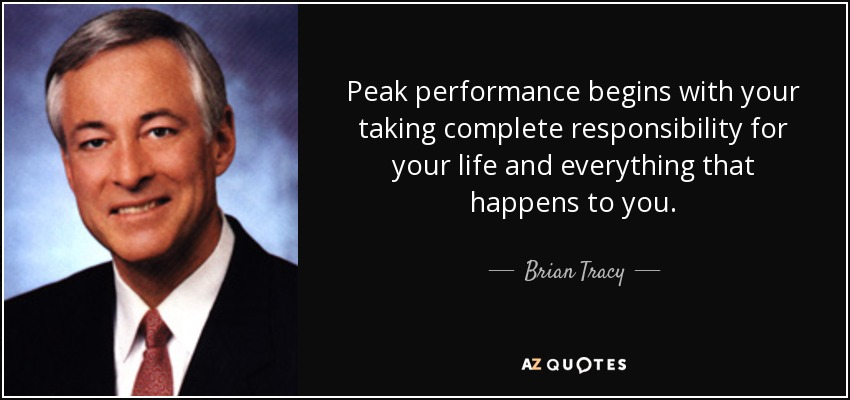 Peak performance begins with your
taking complete responsibility for
your life and everything that
happens to you.
Brian Tracy
AZ QUOTES